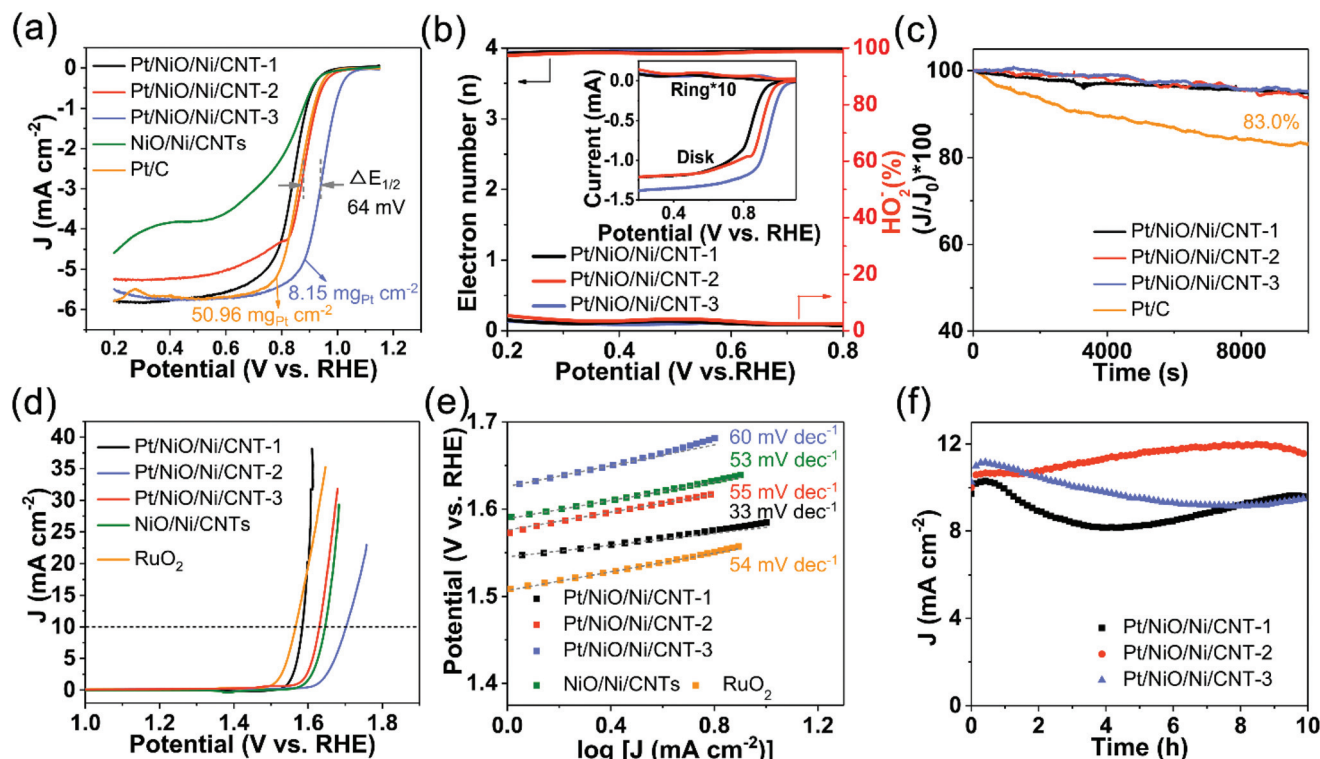 (a)
Pt/NiO/Ni/CNT-1
Pt/NiO/Ni/CNT-2
Pt/NiO/Ni/CNT-3
NiO/Ni/CNTs
Pt/C
△E1/2
64 mV
8.15 mgPt cm-2
50.96 mgPt cm-2
0
-1
-2
-3
-4
-5
-6
J (mA cm-2)
0.2 0.4 0.6 0.8 1.0 1.2
Potential (V vs. RHE)
(b)
4
3
2
1
0
Electron number (n)
0.0
-0.5
-1.0
-1.5
Current (mA)
Ring*10
Disk
0.4 0.8
Potential (V vs. RHE)
Pt/NiO/Ni/CNT-1
Pt/NiO/Ni/CNT-2
Pt/NiO/Ni/CNT-3
100
80
60
40
20
0
HO2- (%)
0.2 0.4 0.6 0.8
Potential (V vs.RHE)
(c)
100
80
60
40
(J/J0)*100
83.0%
Pt/NiO/Ni/CNT-1
Pt/NiO/Ni/CNT-2
Pt/NiO/Ni/CNT-3
Pt/C
0 4000 8000
Time (s)
(d)
40
35
30
25
20
15
10
5
0
J (mA cm-2)
Pt/NiO/Ni/CNT-1
Pt/NiO/Ni/CNT-2
Pt/NiO/Ni/CNT-3
NiO/Ni/CNTs
RuO2
1.0 1.2 1.4 1.6 1.8
Potential (V vs. RHE)
(e)
1.7
1.6
1.5
1.4
Potential (V vs. RHE)
60 mV dec-1
53 mV dec-1
55 mV dec-1
33 mV dec-1
54 mV dec-1
Pt/NiO/Ni/CNT-1
Pt/NiO/Ni/CNT-2
Pt/NiO/Ni/CNT-3
NiO/Ni/CNTs RuO2
0.0 0.4 0.8 1.2
log [J (mA cm-2)]
(f)
12
8
4
0
J (mA cm-2)
Pt/NiO/Ni/CNT-1
Pt/NiO/Ni/CNT-2
Pt/NiO/Ni/CNT-3
0 2 4 6 8 10
Time (h)